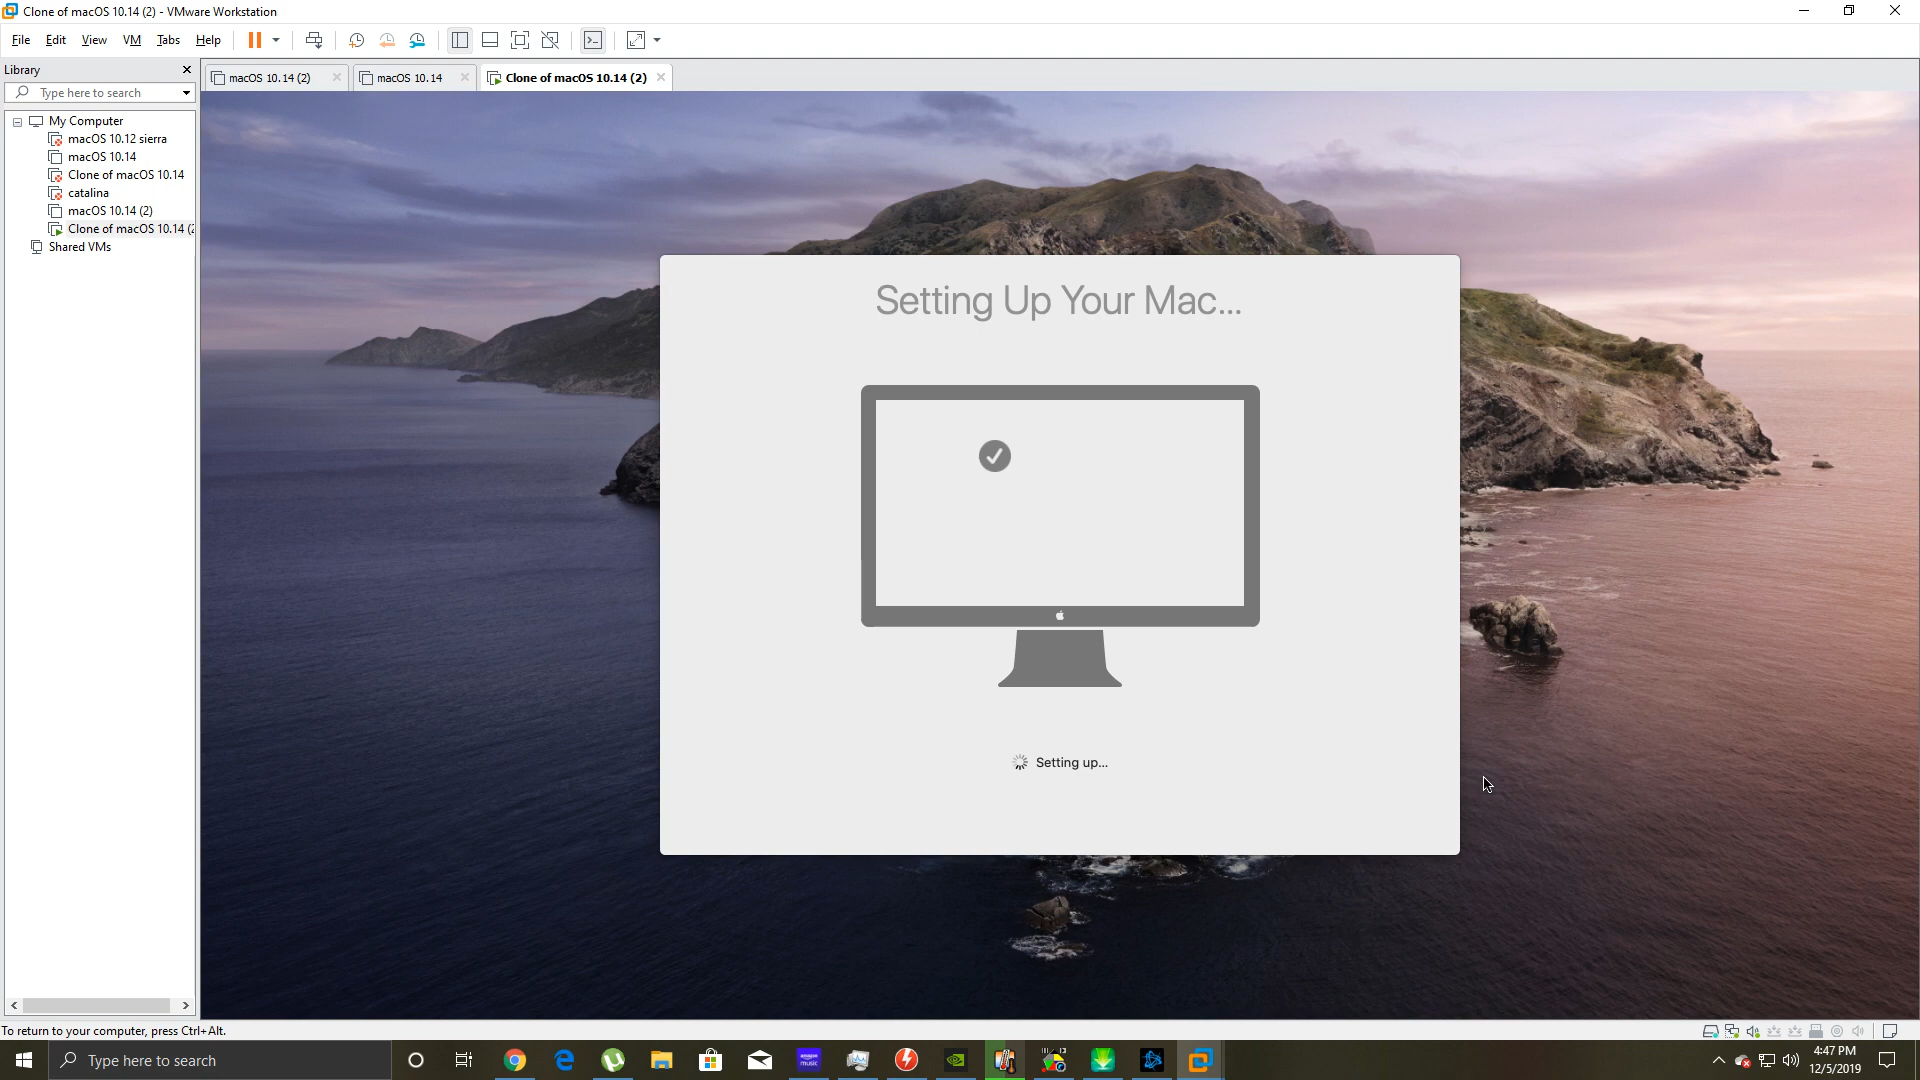 Clone of macOS 10.14 (2) - VMware Workstation
File Edit View VM Tabs Help
Library
macOS 10.14 (2) macOS 10.14 Clone of macOS 10.14 (2)
Type here to search
My Computer
macOS 10.12 sierra
macOS 10.14
Clone of macOS 10.14
catalina
macOS 10.14 (2)
Clone of macOS 10.14 (2
Shared VMs
Setting Up Your Mac...
Setting up...
To return to your computer, press Ctrl+Alt.
Type here to search
amazon music
4:47 PM
12/5/2019